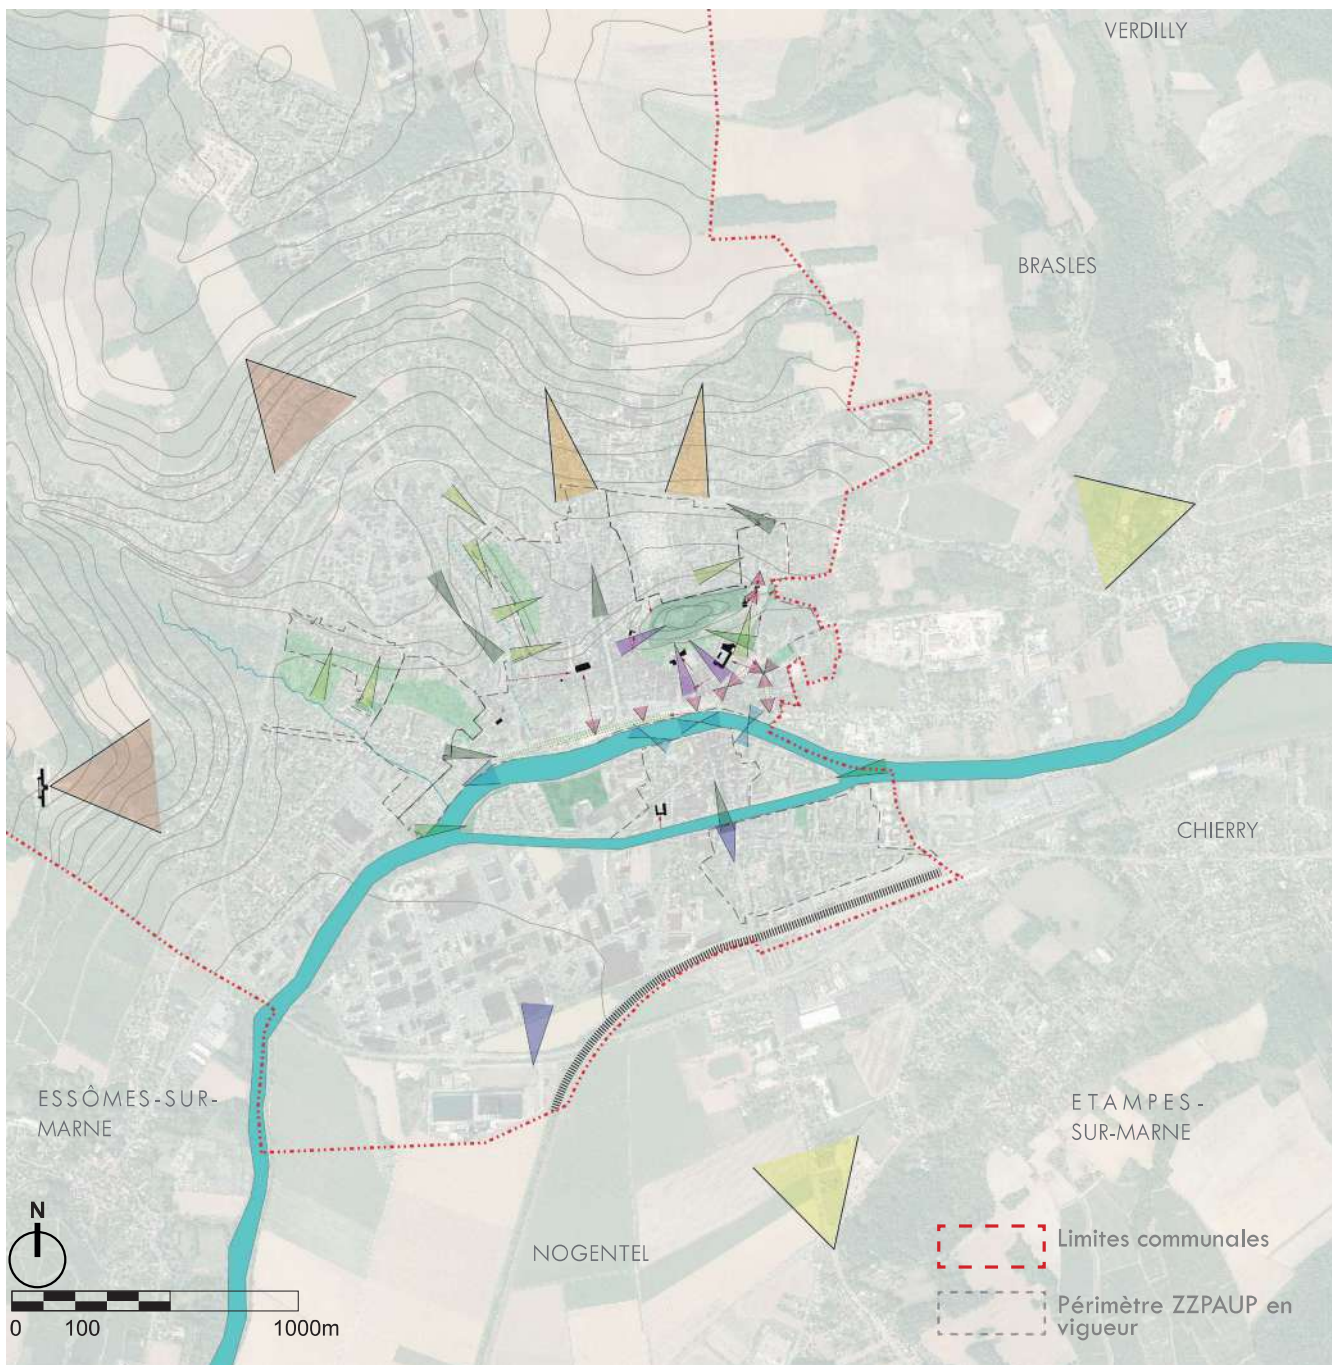 VERDILLY
BRASLES
CHIERRY
ESSÔMES-SUR-
MARNE
ETAMPES-
SUR-MARNE
NOGENTEL
N
0 100 1000m
Limites communales
Périmètre ZZPAUP en
vigueur